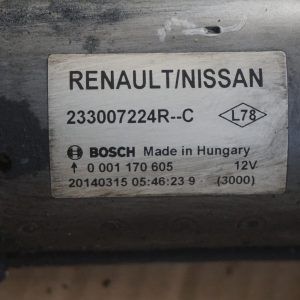 RENAULT/NISSAN
233007224R--C L78
BOSCH Made in Hungary
↑ 0 001 170 605 12V
20140315 05:46:23 9 (3000)